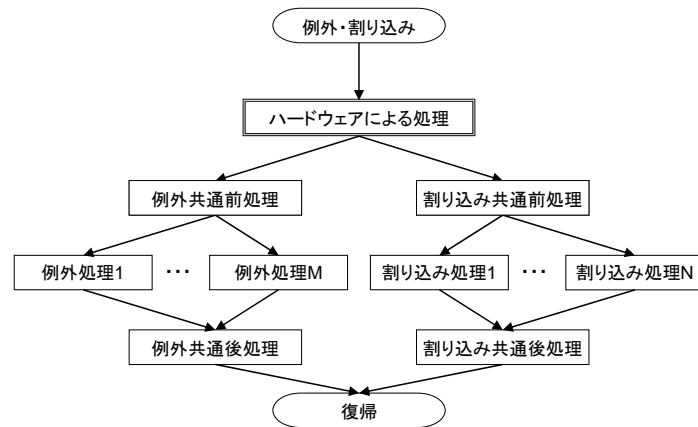 例外・割り込み
ハードウェアによる処理
例外共通前処理
割り込み共通前処理
例外処理1
･･･
例外処理M
割り込み処理1
･･･
割り込み処理N
例外共通後処理
割り込み共通後処理
復帰